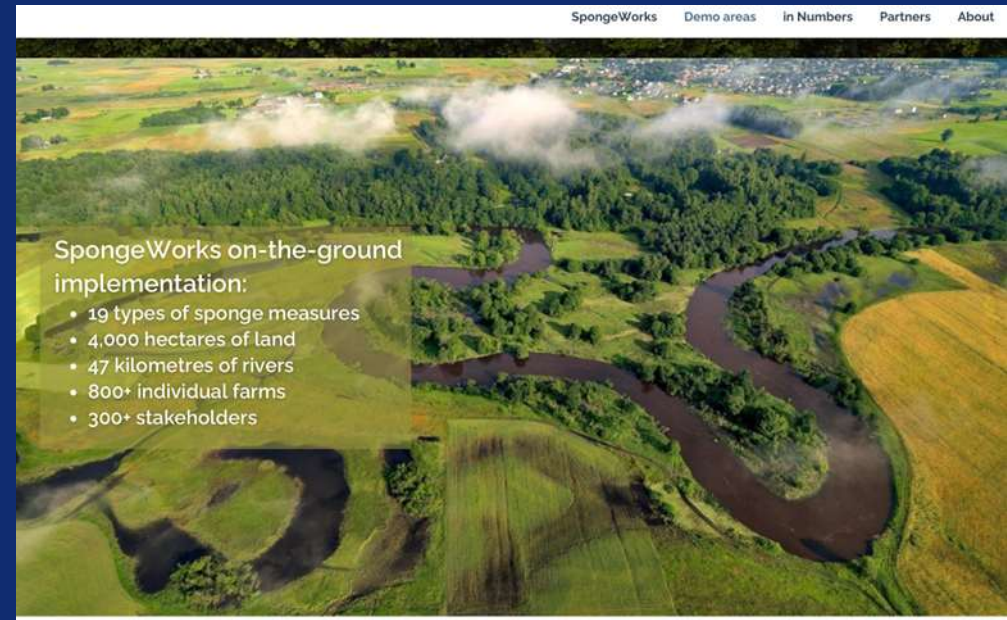 SpongeWorks Demo areas in Numbers Partners About
SpongeWorks on-the-ground
implementation:
• 19 types of sponge measures
• 4,000 hectares of land
• 47 kilometres of rivers
• 800+ individual farms
• 300+ stakeholders